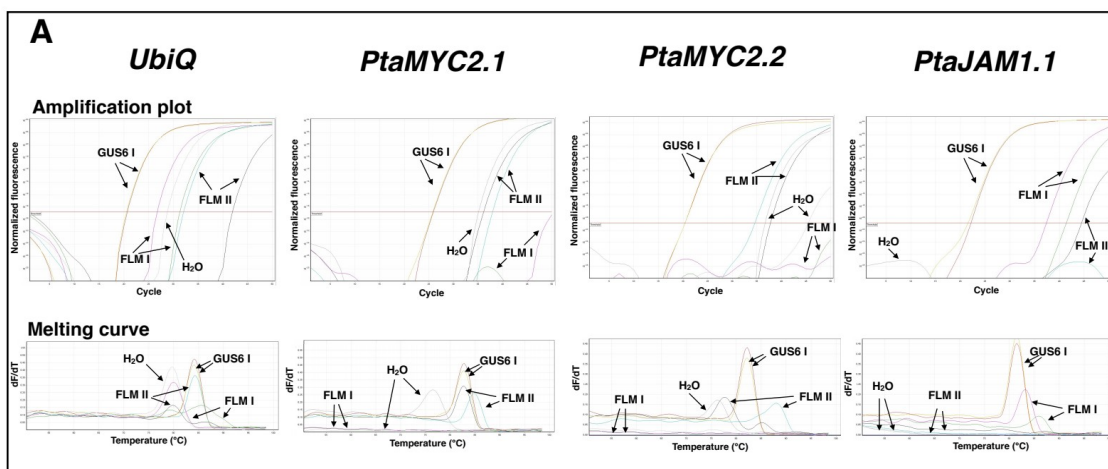 A
UbiQ PtaMYC2.1 PtaMYC2.2 PtaJAM1.1
Amplification plot
Normalized fluorescence
GUS6 I
FLM II
FLM I
H₂O
Cycle
Normalized fluorescence
GUS6 I
FLM II
H₂O
FLM I
Cycle
Normalized fluorescence
GUS6 I
FLM II
H₂O
FLM I
Cycle
Normalized fluorescence
GUS6 I
FLM I
H₂O
FLM II
Cycle
Melting curve
dF/dT
H₂O
GUS6 I
FLM II
FLM I
Temperature (°C)
dF/dT
H₂O
GUS6 I
FLM I
FLM II
Temperature (°C)
dF/dT
GUS6 I
H₂O
FLM I
FLM II
Temperature (°C)
dF/dT
GUS6 I
H₂O
FLM II
FLM I
Temperature (°C)